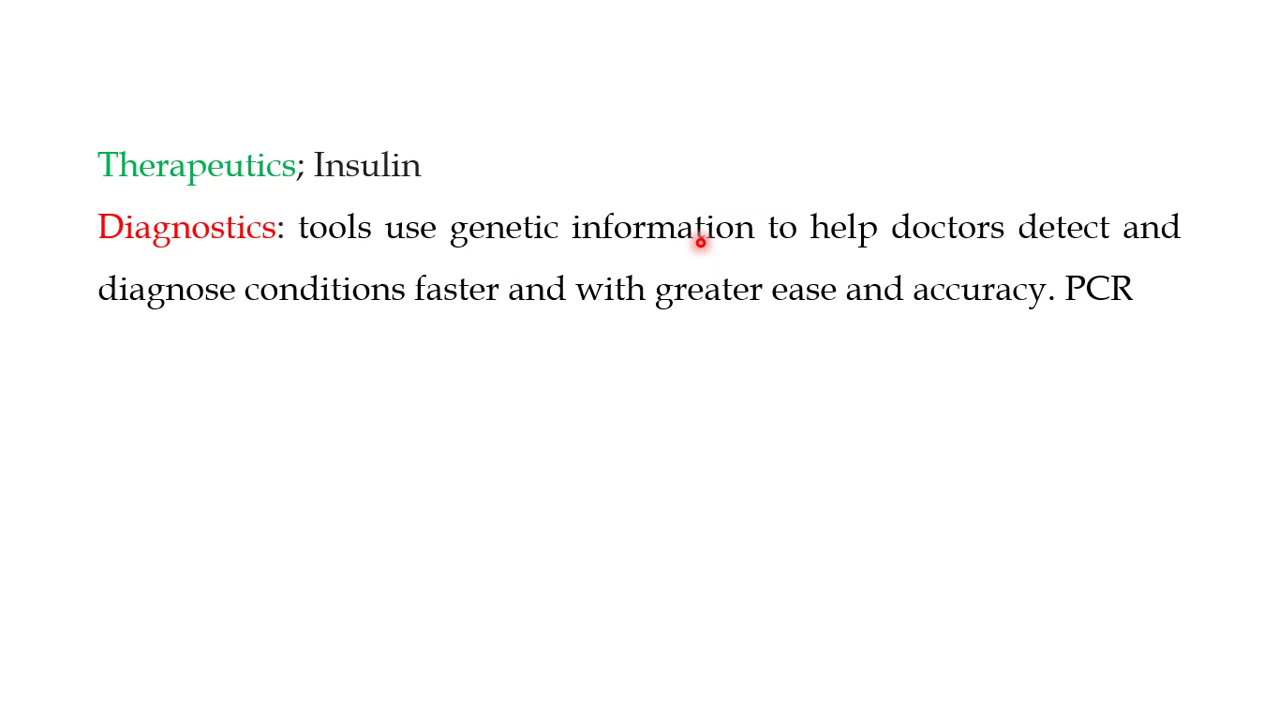 Therapeutics; Insulin
Diagnostics: tools use genetic information to help doctors detect and
diagnose conditions faster and with greater ease and accuracy. PCR